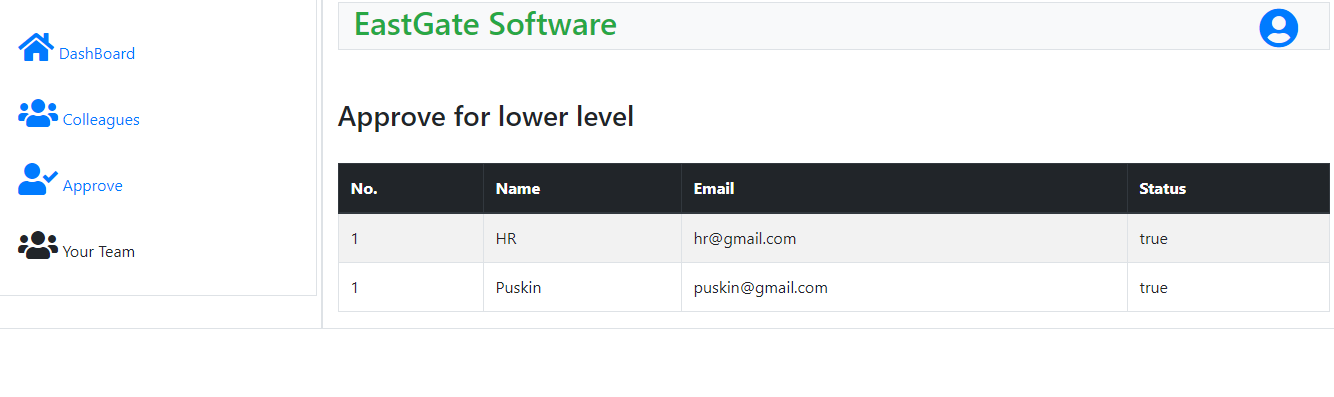 EastGate Software
DashBoard
Colleagues
Approve
Your Team
Approve for lower level
No. Name Email Status
1 HR hr@gmail.com true
1 Puskin puskin@gmail.com true